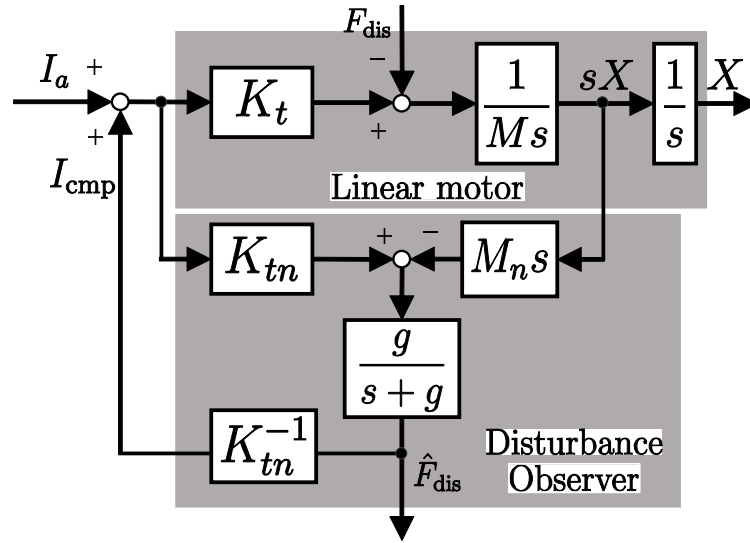 F_dis
I_a + − sX X
K_t 1/(Ms) 1/s
+ +
I_cmp Linear motor
K_tn + − M_n s
g/(s + g)
K_tn^{-1} Disturbance
F̂_dis Observer